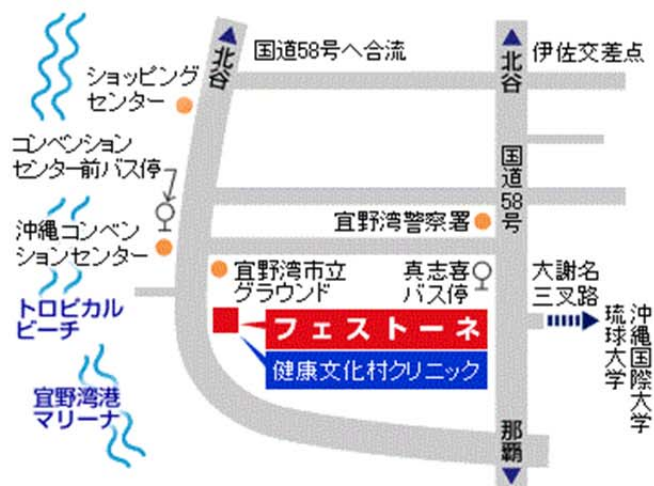 北谷
国道58号へ合流
北谷
伊佐交差点
ショッピング
センター
コンベンション
センター前バス停
国道58号
宜野湾警察署
沖縄コンベン
ションセンター
宜野湾市立
グラウンド
真志喜
バス停
大謝名
三叉路
トロピカル
ビーチ
フェストーネ
健康文化村クリニック
沖縄国際大学
琉球大学
宜野湾港
マリーナ
那覇